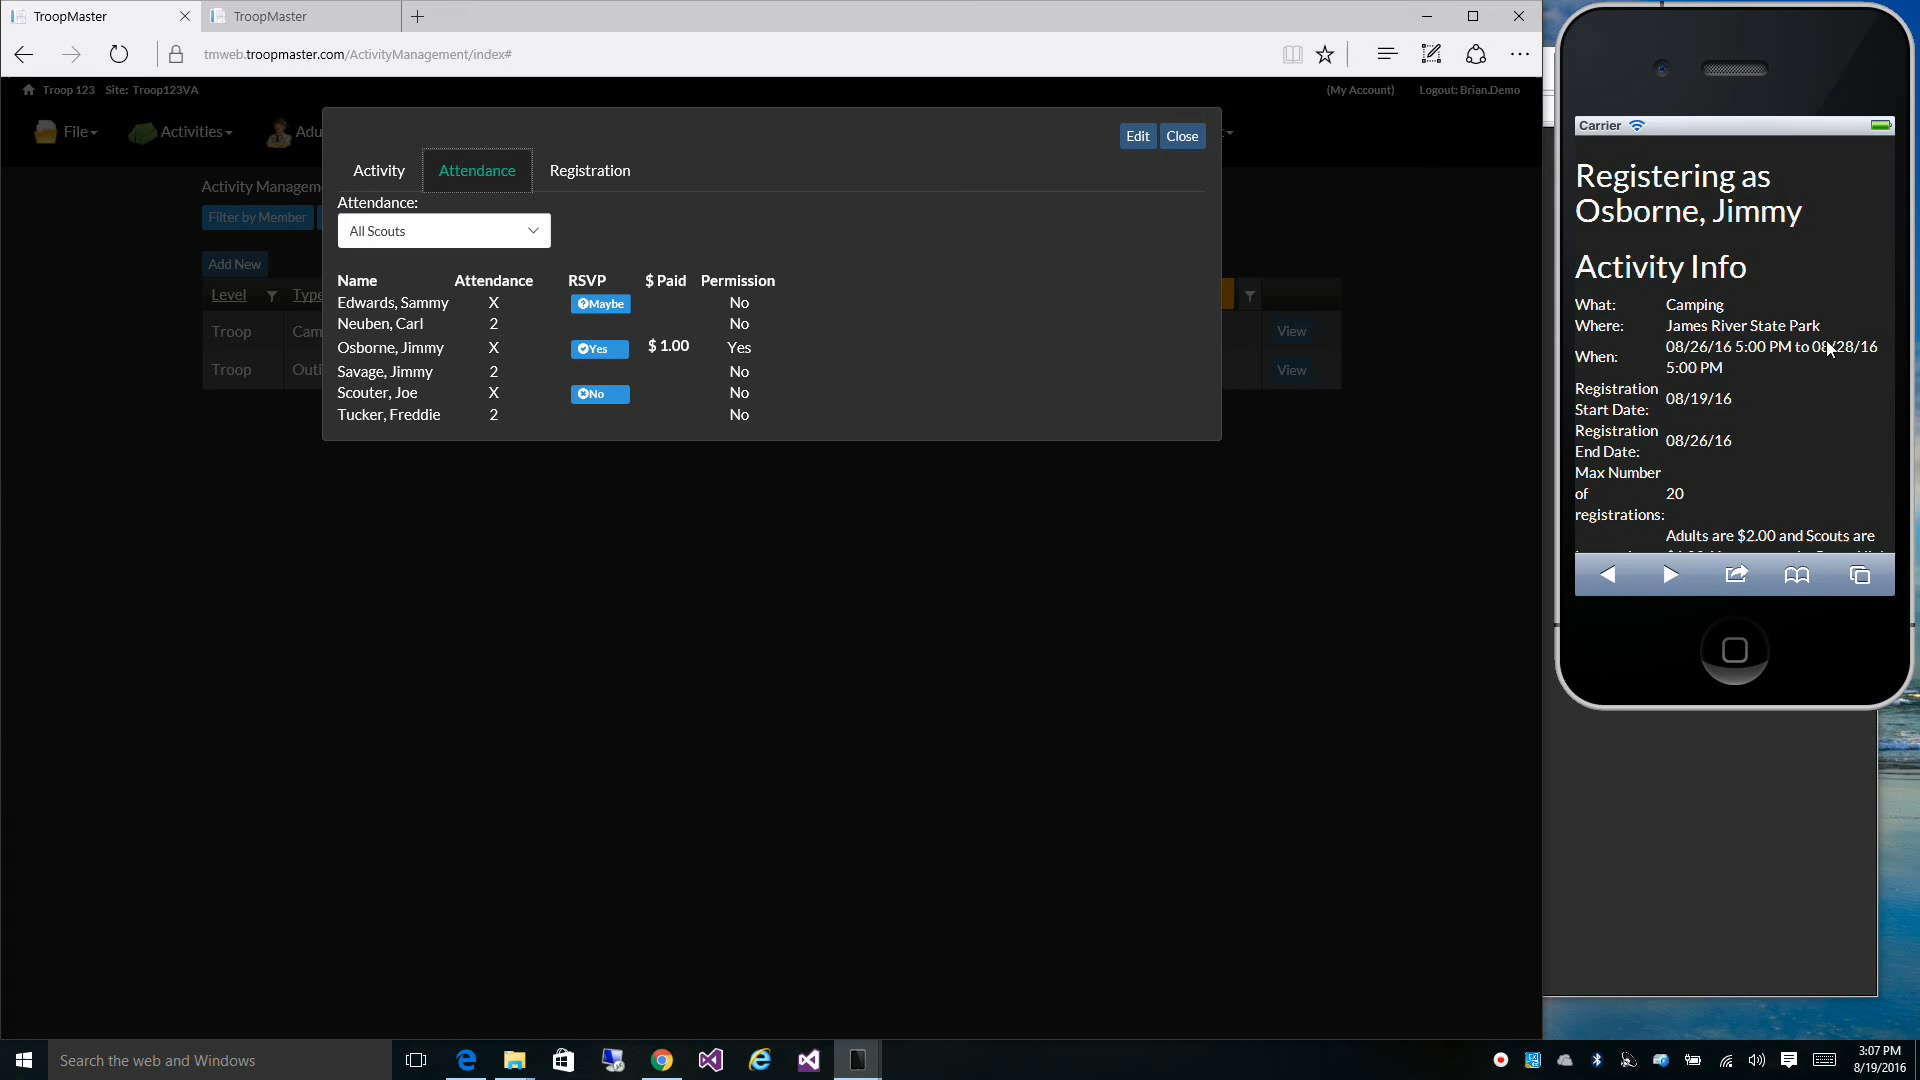 TroopMaster
TroopMaster
tmweb.troopmaster.com/ActivityManagement/index#
Troop 123 Site: Troop123VA
(My Account) Logout: Brian.Demo
File
Activities
Edit Close
Activity Attendance Registration
Activity
Filter by Member
Attendance:
All Scouts
Add New
Level
Name Attendance RSVP $ Paid Permission
Edwards, Sammy X Maybe No
Neuben, Carl 2 No
Osborne, Jimmy X Yes $ 1.00 Yes
Savage, Jimmy 2 No
Scouter, Joe X No No
Tucker, Freddie 2 No
Troop View
Troop View
Carrier
Registering as
Osborne, Jimmy
Activity Info
What: Camping
Where: James River State Park
When: 08/26/16 5:00 PM to 08/28/16
5:00 PM
Registration
Start Date: 08/19/16
Registration
End Date: 08/26/16
Max Number
of 20
registrations:
Adults are $2.00 and Scouts are
Search the web and Windows
3:07 PM
8/19/2016